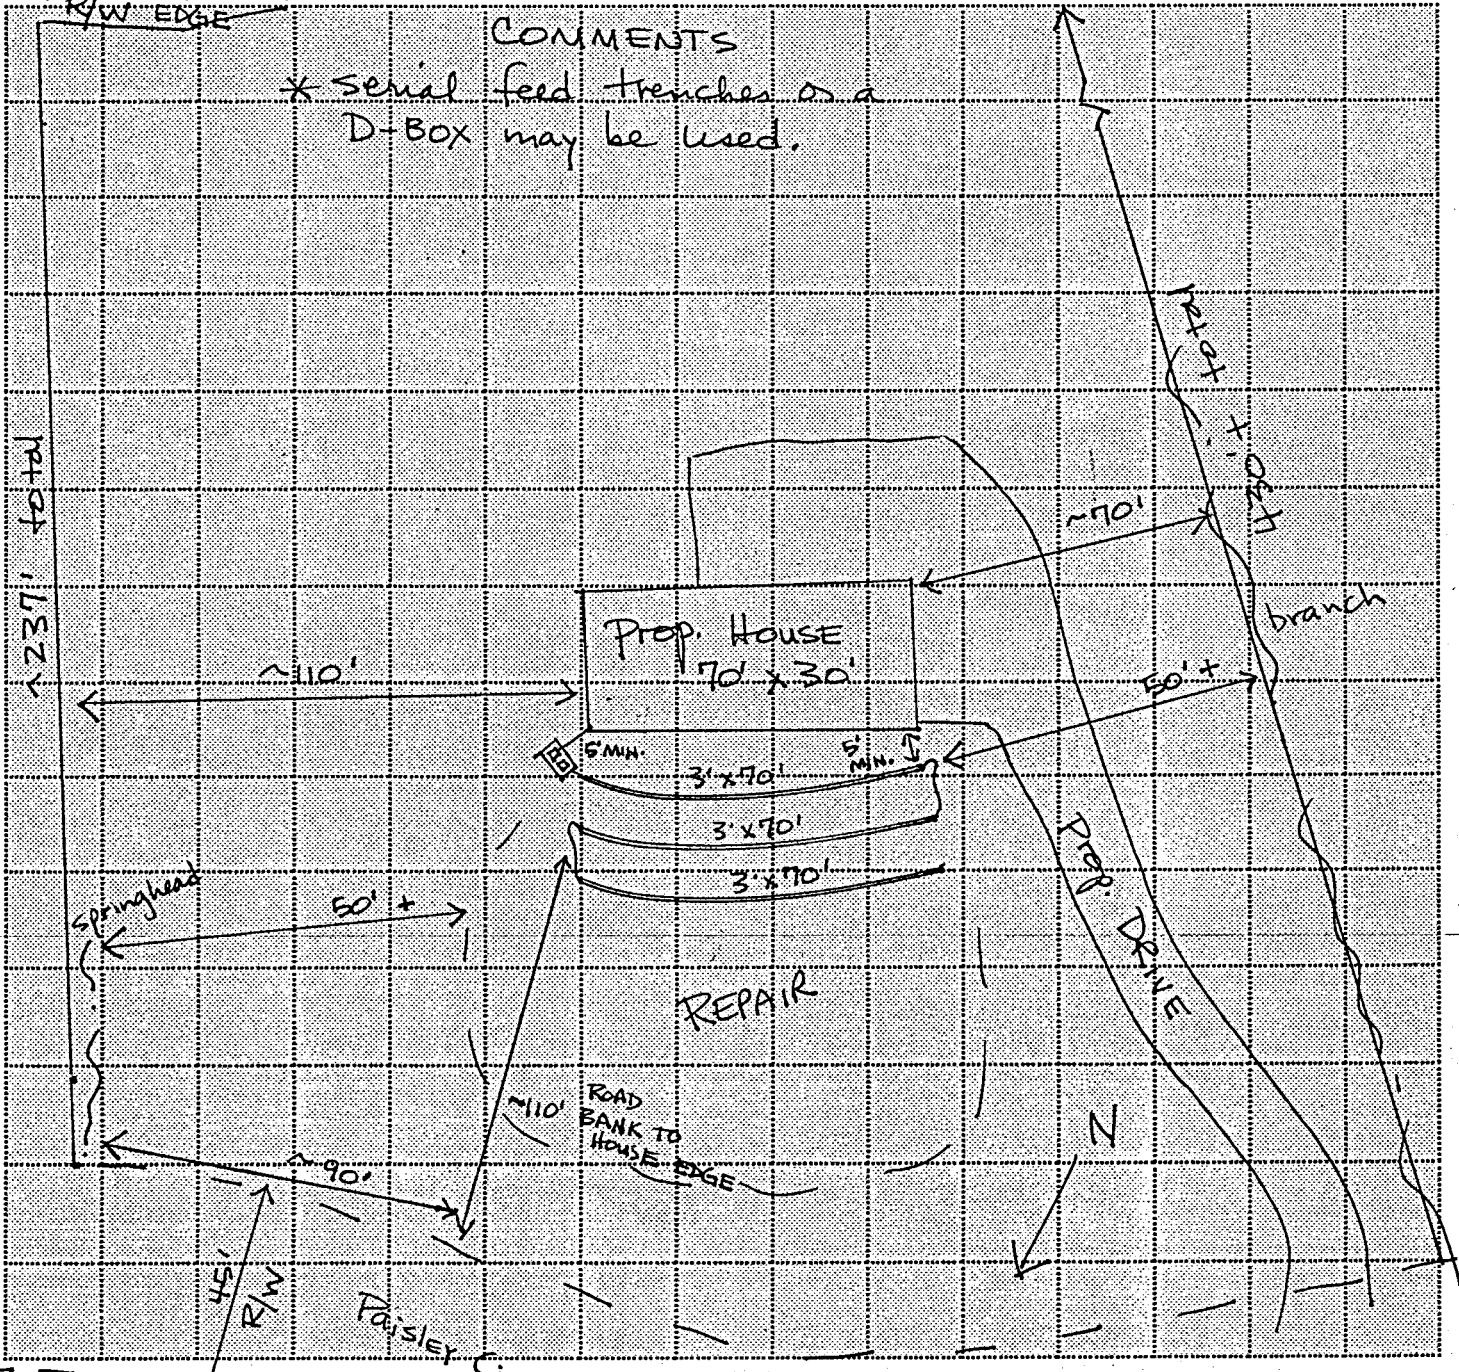 R/W EDGE
COMMENTS
* Serial feed trenches or a
D-BOX may be used.
430'± total
~237' total
~70'
branch
Prop. HOUSE
70' x 30'
~110'
50'+
5' MIN.
5'
MIN.
3' x 70'
3' x 70'
3' x 70'
Prop. DRIVE
springhead
50' +
REPAIR
~110' ROAD
BANK TO
HOUSE EDGE
N
~90'
45'
R/W
Paisley C